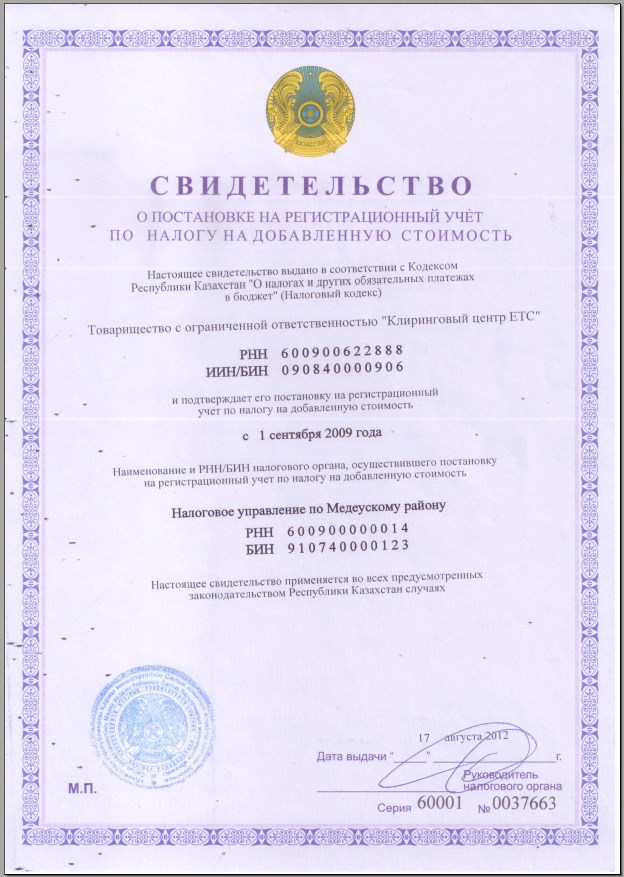 ҚАЗАҚСТАН
СВИДЕТЕЛЬСТВО
О ПОСТАНОВКЕ НА РЕГИСТРАЦИОННЫЙ УЧЁТ
ПО НАЛОГУ НА ДОБАВЛЕННУЮ СТОИМОСТЬ
Настоящее свидетельство выдано в соответствии с Кодексом
Республики Казахстан "О налогах и других обязательных платежах
в бюджет" (Налоговый кодекс)
Товарищество с ограниченной ответственностью "Клиринговый центр ETC"
РНН 600900622888
ИИН/БИН 090840000906
и подтверждает его постановку на регистрационный
учет по налогу на добавленную стоимость
с 1 сентября 2009 года
Наименование и РНН/БИН налогового органа, осуществившего постановку
на регистрационный учет по налогу на добавленную стоимость
Налоговое управление по Медеускому району
РНН 600900000014
БИН 910740000123
Настоящее свидетельство применяется во всех предусмотренных
законодательством Республики Казахстан случаях
17 августа 2012
Дата выдачи "____"____________г.
Руководитель
налогового органа
М.П.
Серия 60001 № 0037663